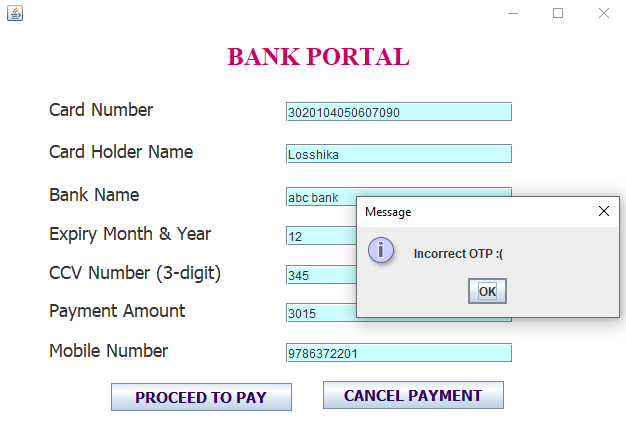 BANK PORTAL
Card Number 3020104050607090
Card Holder Name Losshika
Bank Name abc bank
Message
Expiry Month & Year 12
Incorrect OTP :(
CCV Number (3-digit) 345
OK
Payment Amount 3015
Mobile Number 9786372201
PROCEED TO PAY CANCEL PAYMENT